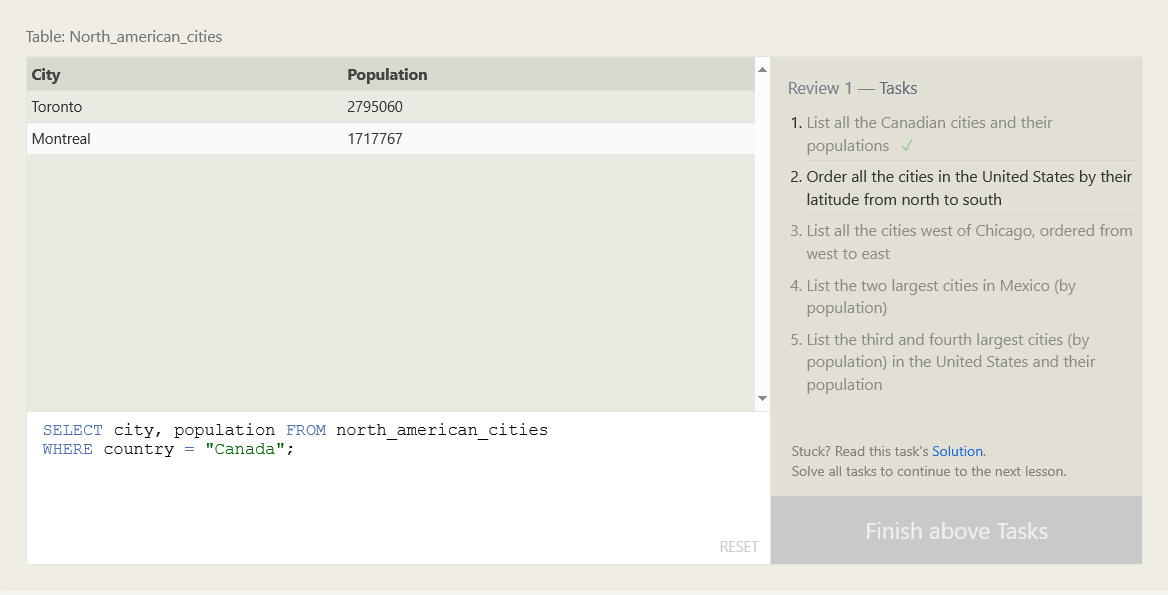 Table: North_american_cities
City Population
Toronto 2795060
Montreal 1717767
SELECT city, population FROM north_american_cities
WHERE country = "Canada";
RESET
Review 1 — Tasks
1. List all the Canadian cities and their
populations ✓
2. Order all the cities in the United States by their
latitude from north to south
3. List all the cities west of Chicago, ordered from
west to east
4. List the two largest cities in Mexico (by
population)
5. List the third and fourth largest cities (by
population) in the United States and their
population
Stuck? Read this task's Solution.
Solve all tasks to continue to the next lesson.
Finish above Tasks